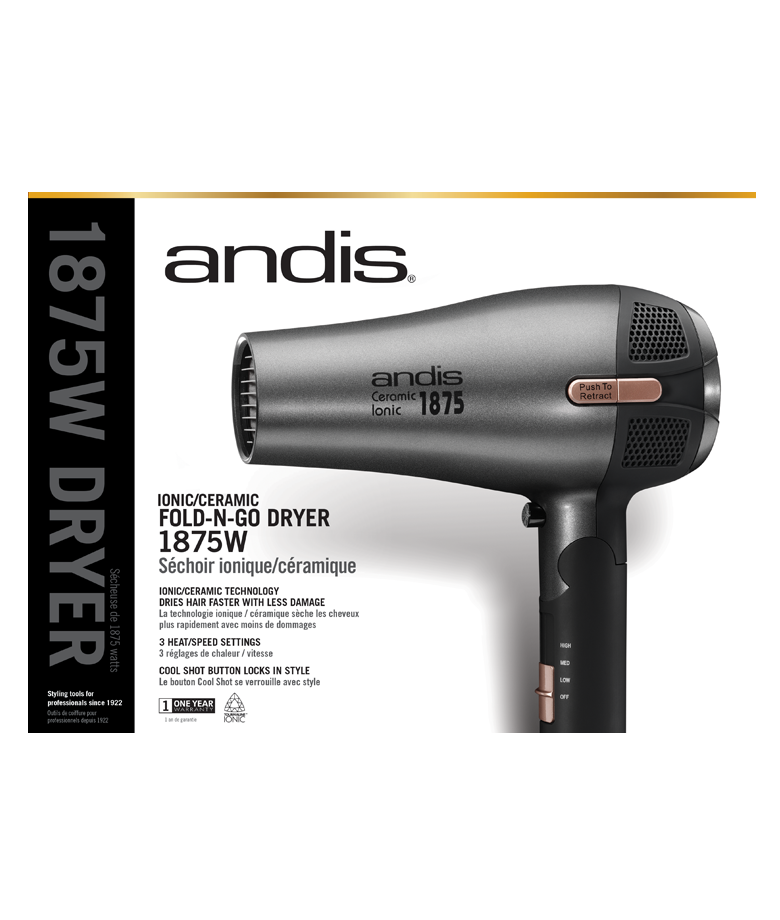 1875W DRYER
Sécheuse de 1875 watts
Styling tools for
professionals since 1922
Outils de coiffure pour
professionnels depuis 1922
andis®
andis
Ceramic
Ionic 1875
Push To
Retract
IONIC/CERAMIC
FOLD-N-GO DRYER
1875W
Séchoir ionique/céramique
IONIC/CERAMIC TECHNOLOGY
DRIES HAIR FASTER WITH LESS DAMAGE
La technologie ionique / céramique sèche les cheveux
plus rapidement avec moins de dommages
3 HEAT/SPEED SETTINGS
3 réglages de chaleur / vitesse
COOL SHOT BUTTON LOCKS IN STYLE
Le bouton Cool Shot se verrouille avec style
1 ONE YEAR
WARRANTY
1 an de garantie
TOURMALINE
IONIC
HIGH
MED
LOW
OFF